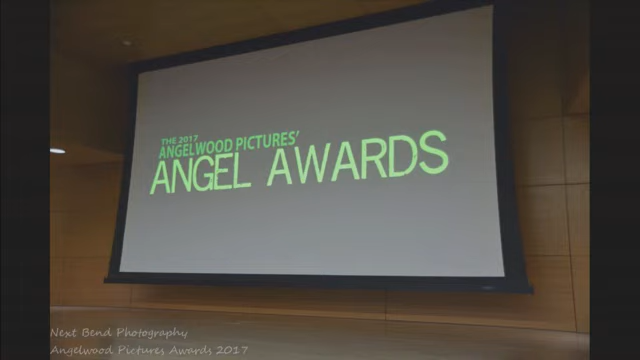 THE 2017
ANGELWOOD PICTURES'
ANGEL AWARDS
Next Bend Photography
Angelwood Pictures Awards 2017